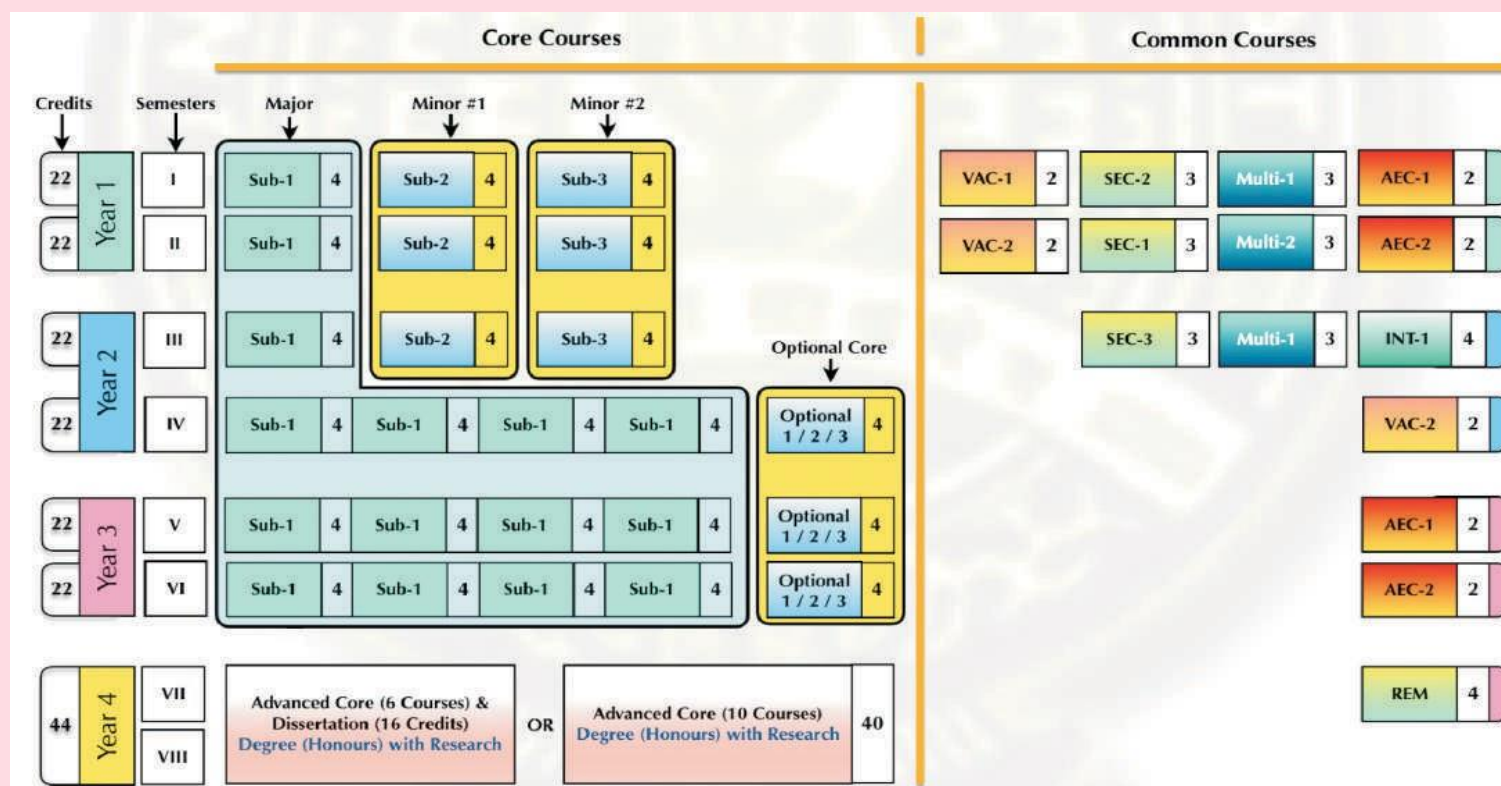 Core Courses
Common Courses
Credits Semesters Major Minor #1 Minor #2
22 Year 1 I Sub-1 4 Sub-2 4 Sub-3 4 VAC-1 2 SEC-2 3 Multi-1 3 AEC-1 2
22 II Sub-1 4 Sub-2 4 Sub-3 4 VAC-2 2 SEC-1 3 Multi-2 3 AEC-2 2
22 Year 2 III Sub-1 4 Sub-2 4 Sub-3 4 SEC-3 3 Multi-1 3 INT-1 4
Optional Core
22 IV Sub-1 4 Sub-1 4 Sub-1 4 Sub-1 4 Optional 4 VAC-2 2
1 / 2 / 3
22 Year 3 V Sub-1 4 Sub-1 4 Sub-1 4 Sub-1 4 Optional 4 AEC-1 2
1 / 2 / 3
22 VI Sub-1 4 Sub-1 4 Sub-1 4 Sub-1 4 Optional 4 AEC-2 2
1 / 2 / 3
44 Year 4 VII
VIII
Advanced Core (6 Courses) &
Dissertation (16 Credits)
Degree (Honours) with Research
OR
Advanced Core (10 Courses)
Degree (Honours) with Research
40
REM 4